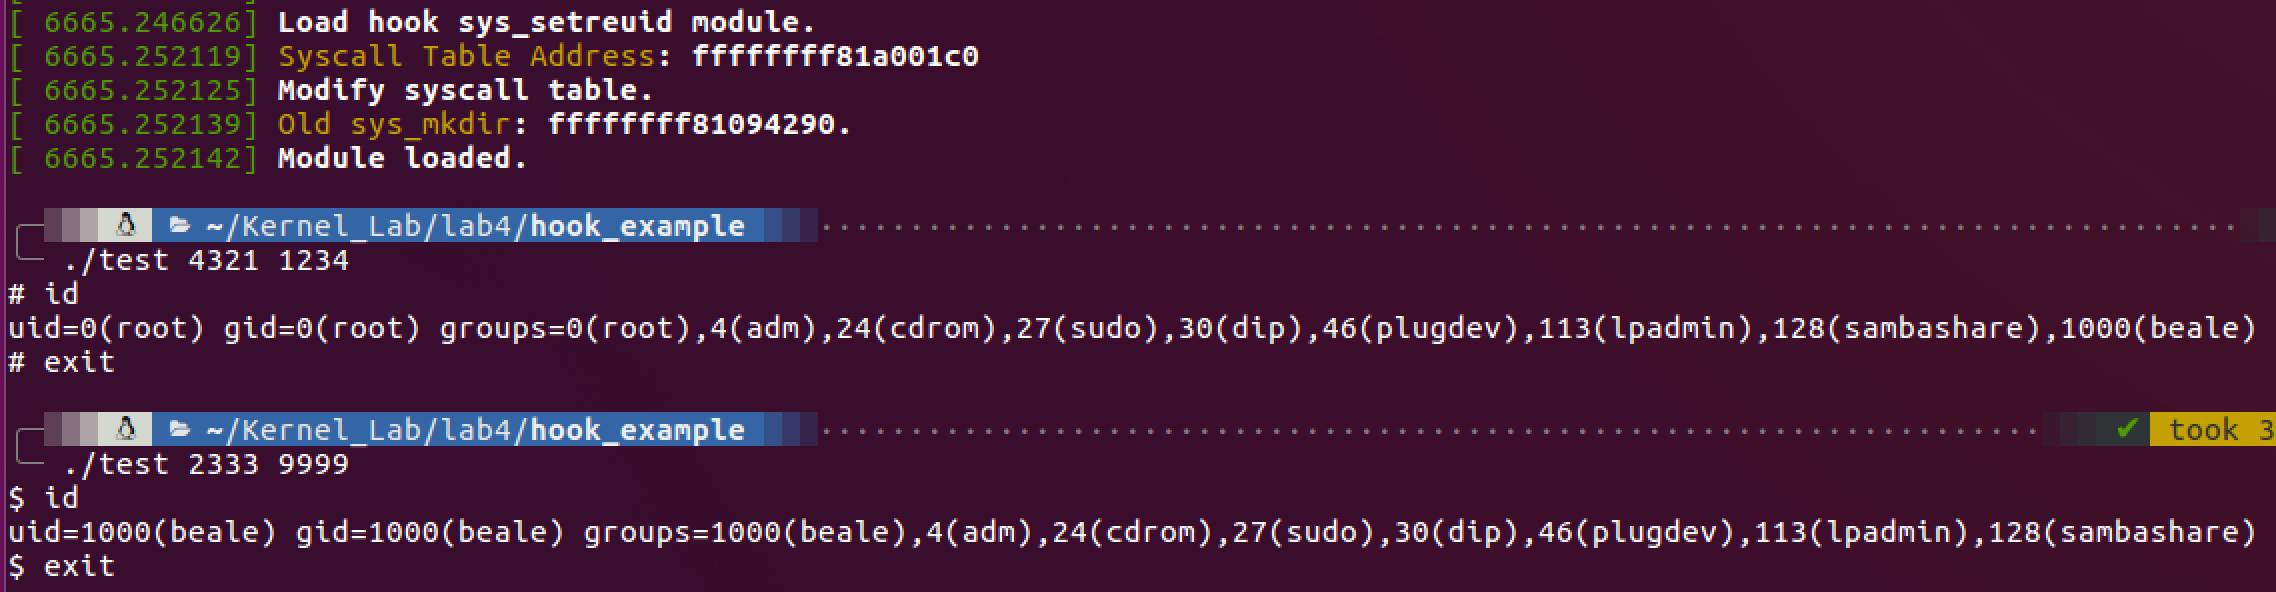 [ 6665.246626] Load hook sys_setreuid module.
[ 6665.252119] Syscall Table Address: ffffffff81a001c0
[ 6665.252125] Modify syscall table.
[ 6665.252139] Old sys_mkdir: ffffffff81094290.
[ 6665.252142] Module loaded.
~/Kernel_Lab/lab4/hook_example
./test 4321 1234
# id
uid=0(root) gid=0(root) groups=0(root),4(adm),24(cdrom),27(sudo),30(dip),46(plugdev),113(lpadmin),128(sambashare),1000(beale)
# exit
~/Kernel_Lab/lab4/hook_example ✔ took 3
./test 2333 9999
$ id
uid=1000(beale) gid=1000(beale) groups=1000(beale),4(adm),24(cdrom),27(sudo),30(dip),46(plugdev),113(lpadmin),128(sambashare)
$ exit